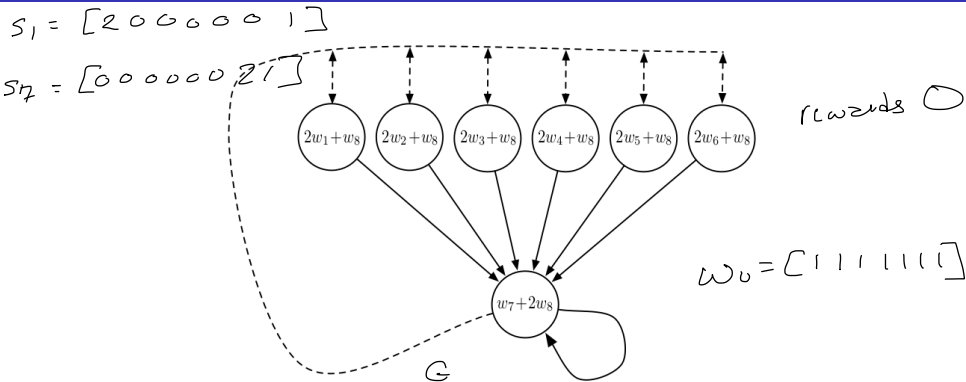 S1 = [2 0 0 0 0 0 1]
S7 = [0 0 0 0 0 0 2 1]
rewards 0
2w₁+w₈ 2w₂+w₈ 2w₃+w₈ 2w₄+w₈ 2w₅+w₈ 2w₆+w₈
w0 = [1 1 1 1 1 1 1]
w₇+2w₈
G